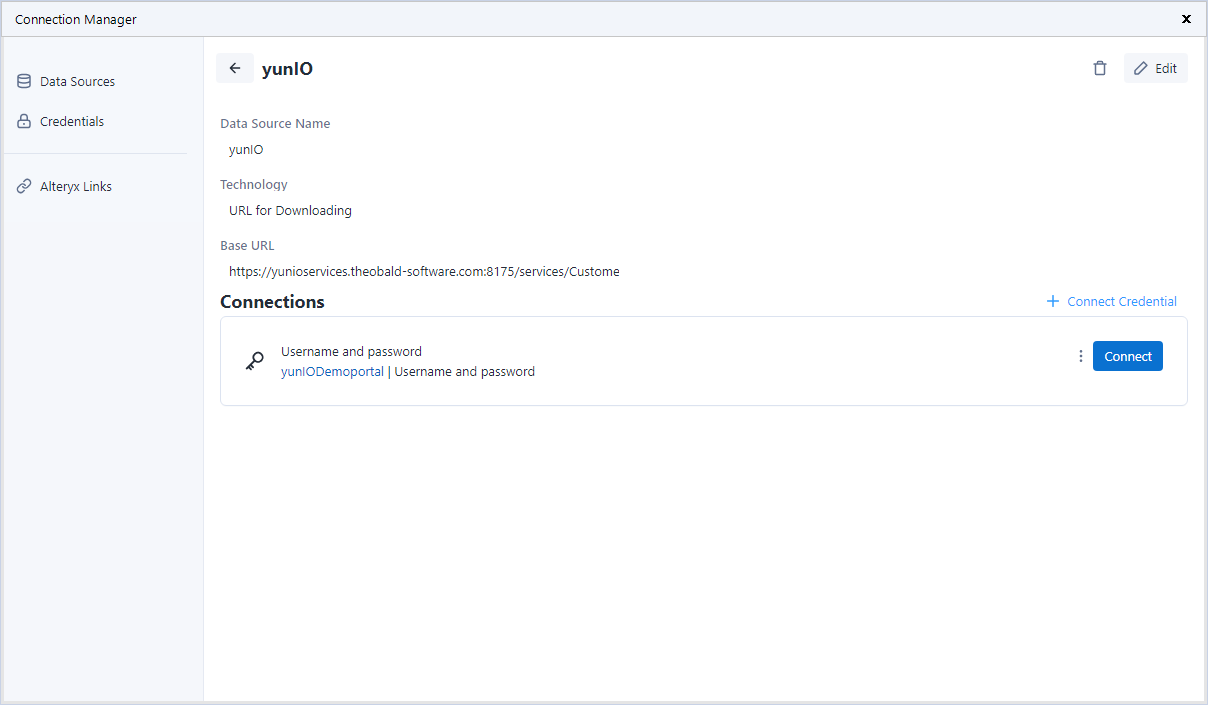 Connection Manager
Data Sources
Credentials
Alteryx Links
yunIO
Edit
Data Source Name
yunIO
Technology
URL for Downloading
Base URL
https://yunioservices.theobald-software.com:8175/services/Custome
Connections
Connect Credential
Username and password
yunIODemoportal | Username and password
Connect